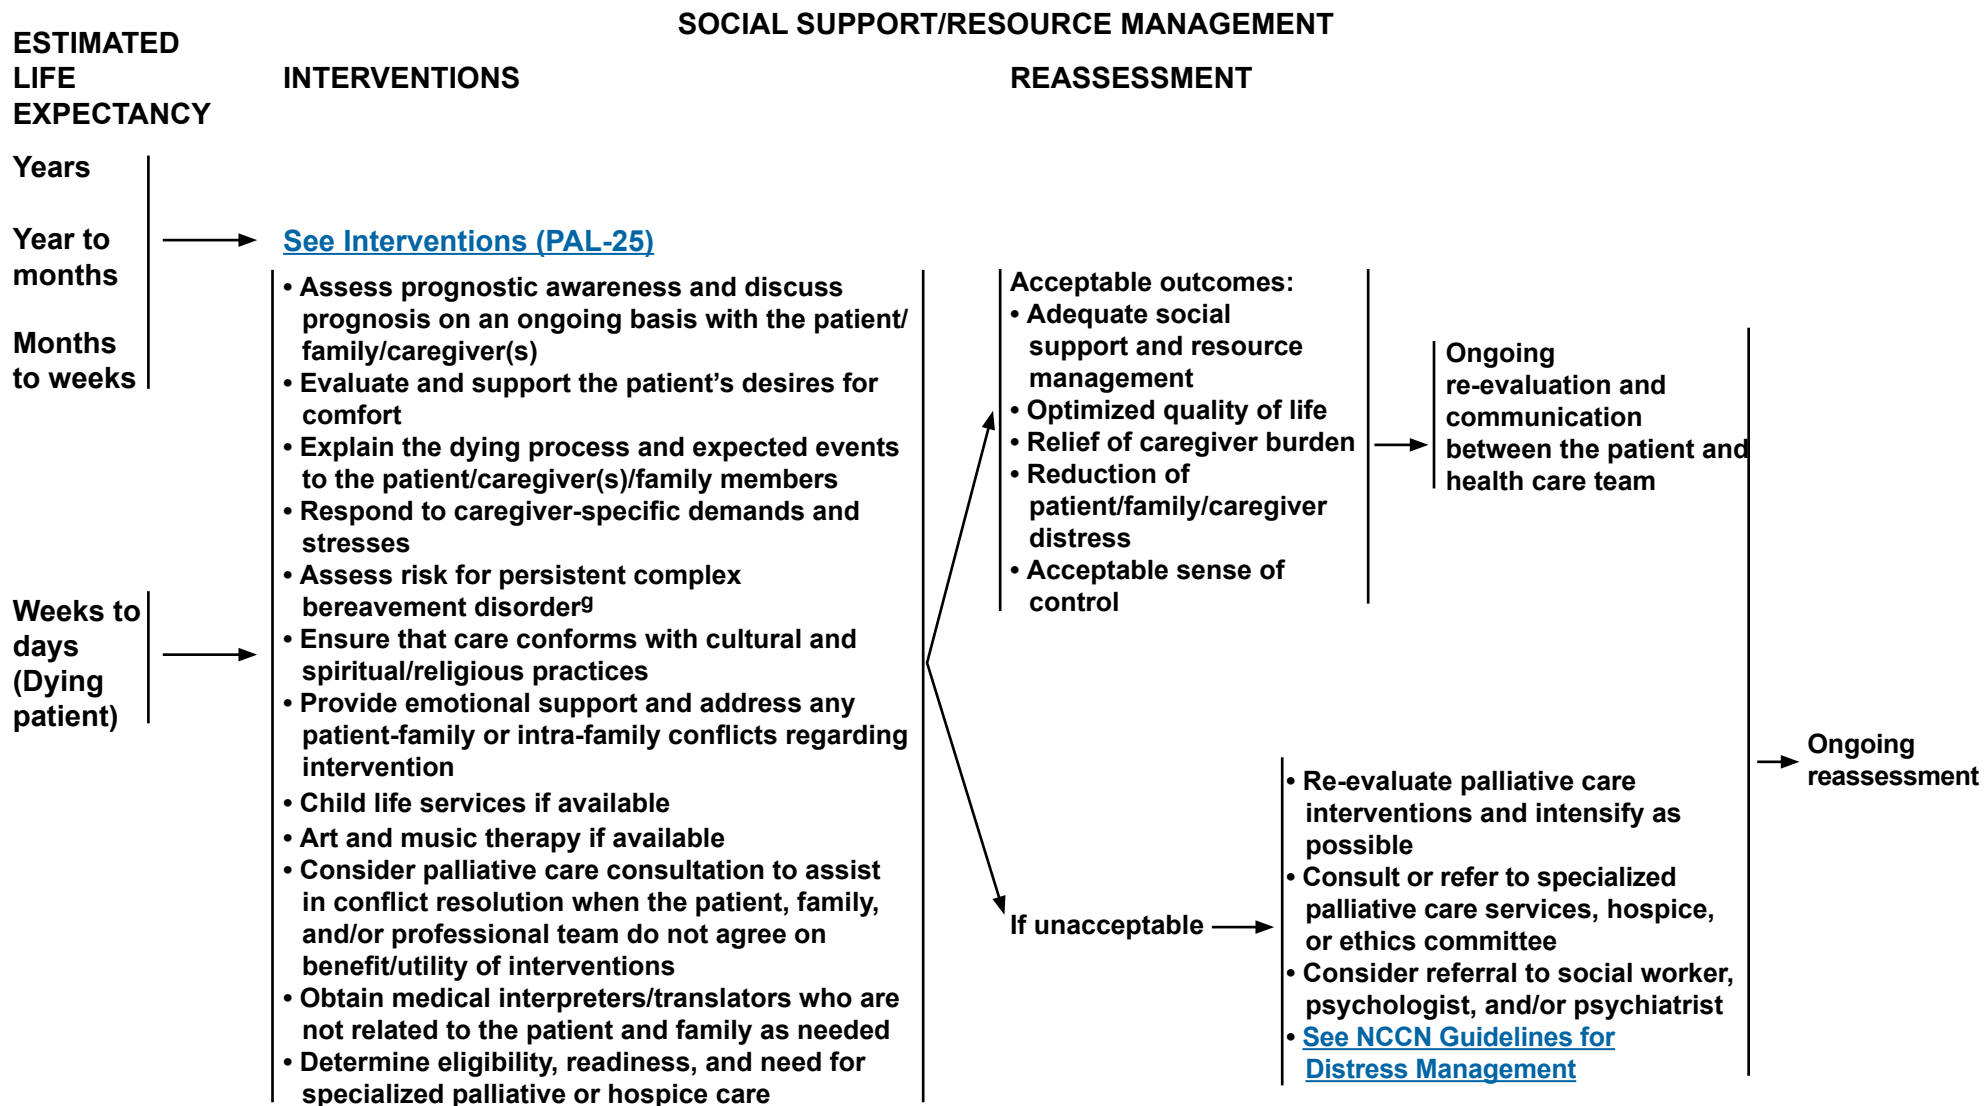 SOCIAL SUPPORT/RESOURCE MANAGEMENT
ESTIMATED
LIFE
EXPECTANCY
INTERVENTIONS
REASSESSMENT
Years
Year to
months
Months
to weeks
See Interventions (PAL-25)
Weeks to
days
(Dying
patient)
• Assess prognostic awareness and discuss
prognosis on an ongoing basis with the patient/
family/caregiver(s)
• Evaluate and support the patient’s desires for
comfort
• Explain the dying process and expected events
to the patient/caregiver(s)/family members
• Respond to caregiver-specific demands and
stresses
• Assess risk for persistent complex
bereavement disorderᵍ
• Ensure that care conforms with cultural and
spiritual/religious practices
• Provide emotional support and address any
patient-family or intra-family conflicts regarding
intervention
• Child life services if available
• Art and music therapy if available
• Consider palliative care consultation to assist
in conflict resolution when the patient, family,
and/or professional team do not agree on
benefit/utility of interventions
• Obtain medical interpreters/translators who are
not related to the patient and family as needed
• Determine eligibility, readiness, and need for
specialized palliative or hospice care
Acceptable outcomes:
• Adequate social
support and resource
management
• Optimized quality of life
• Relief of caregiver burden
• Reduction of
patient/family/caregiver
distress
• Acceptable sense of
control
Ongoing
re-evaluation and
communication
between the patient and
health care team
If unacceptable
• Re-evaluate palliative care
interventions and intensify as
possible
• Consult or refer to specialized
palliative care services, hospice,
or ethics committee
• Consider referral to social worker,
psychologist, and/or psychiatrist
• See NCCN Guidelines for
Distress Management
Ongoing
reassessment